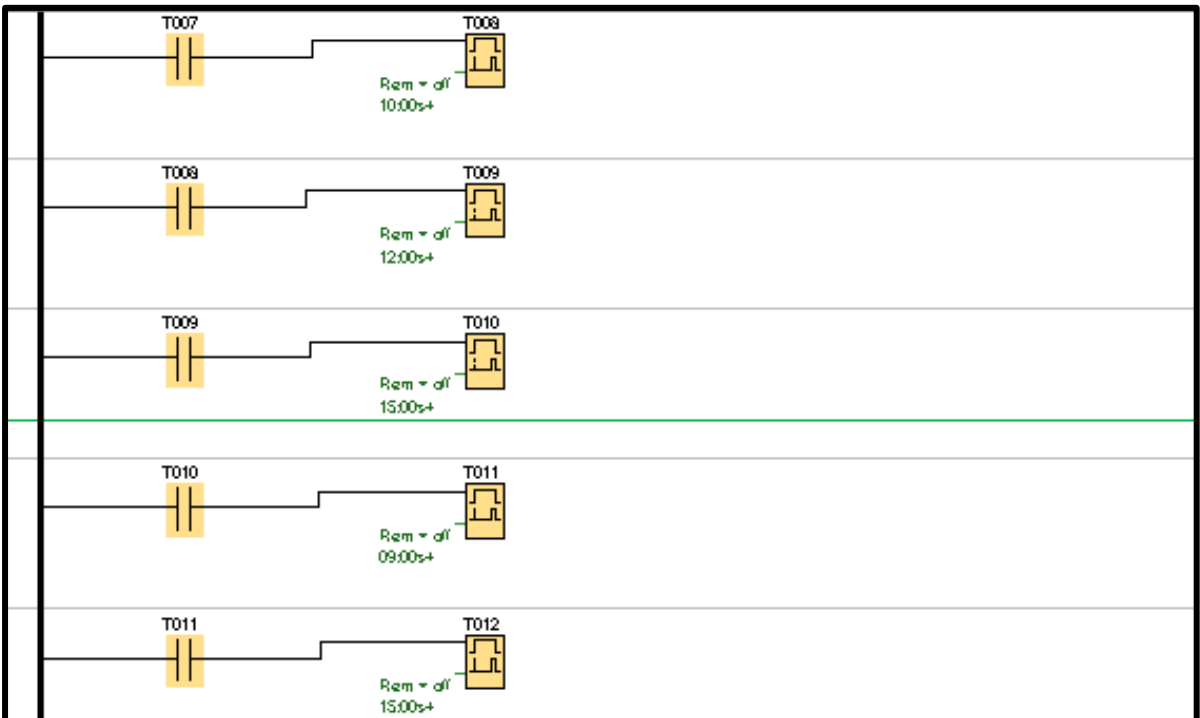 T007 T008
Rem = off
10:00s+
T008 T009
Rem = off
12:00s+
T009 T010
Rem = off
15:00s+
T010 T011
Rem = off
09:00s+
T011 T012
Rem = off
15:00s+